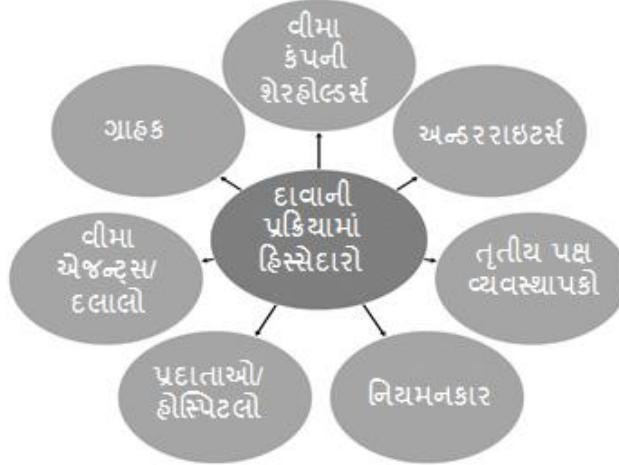 વીમા
કંપની
શેરહોલ્ડર્સ
ગ્રાહક
અન્ડરરાઇટર્સ
દાવાની
પ્રક્રિયામાં
હિસ્સેદારો
વીમા
એજન્ટ્સ/
દલાલો
તૃતીય પક્ષ
વ્યવસ્થાપકો
પ્રદાતાઓ/
હોસ્પિટલો
નિયમનકાર